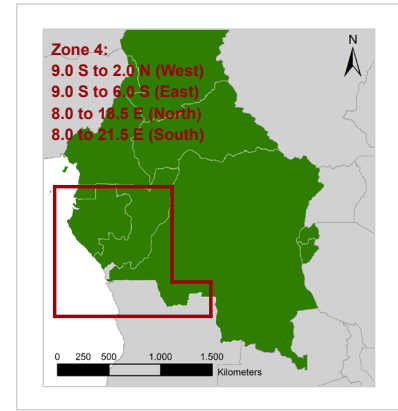 N
Zone 4:
9.0 S to 2.0 N (West)
9.0 S to 6.0 S (East)
8.0 to 18.5 E (North)
8.0 to 21.5 E (South)
0 250 500 1.000 1.500
Kilometers